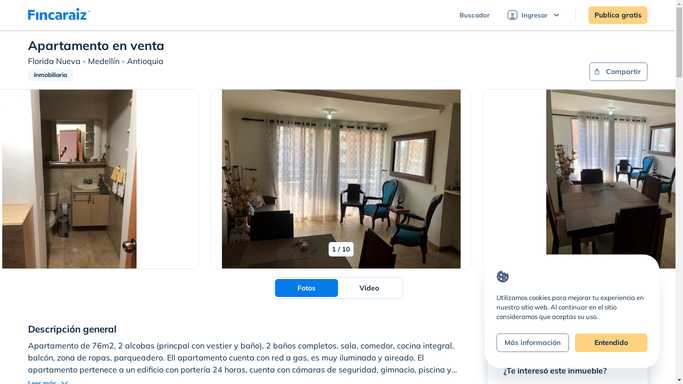 Fincaraiz
Buscador
Ingresar
Publica gratis
Apartamento en venta
Florida Nueva - Medellín - Antioquia
Inmobiliaria
Compartir
1 / 10
Fotos
Video
Utilizamos cookies para mejorar tu experiencia en
nuestro sitio web. Al continuar en el sitio
consideramos que aceptas su uso.
Más información
Entendido
Descripción general
Apartamento de 76m2, 2 alcobas (princpal con vestier y baño), 2 baños completos, sala, comedor, cocina integral,
balcón, zona de ropas, parqueadero. Ell apartamento cuenta con red a gas, es muy iluminado y aireado. El
apartamento pertenece a un edificio con portería 24 horas, cuenta con cámaras de seguridad, gimnacio, piscina y...
Leer más
¿Te interesó este inmueble?